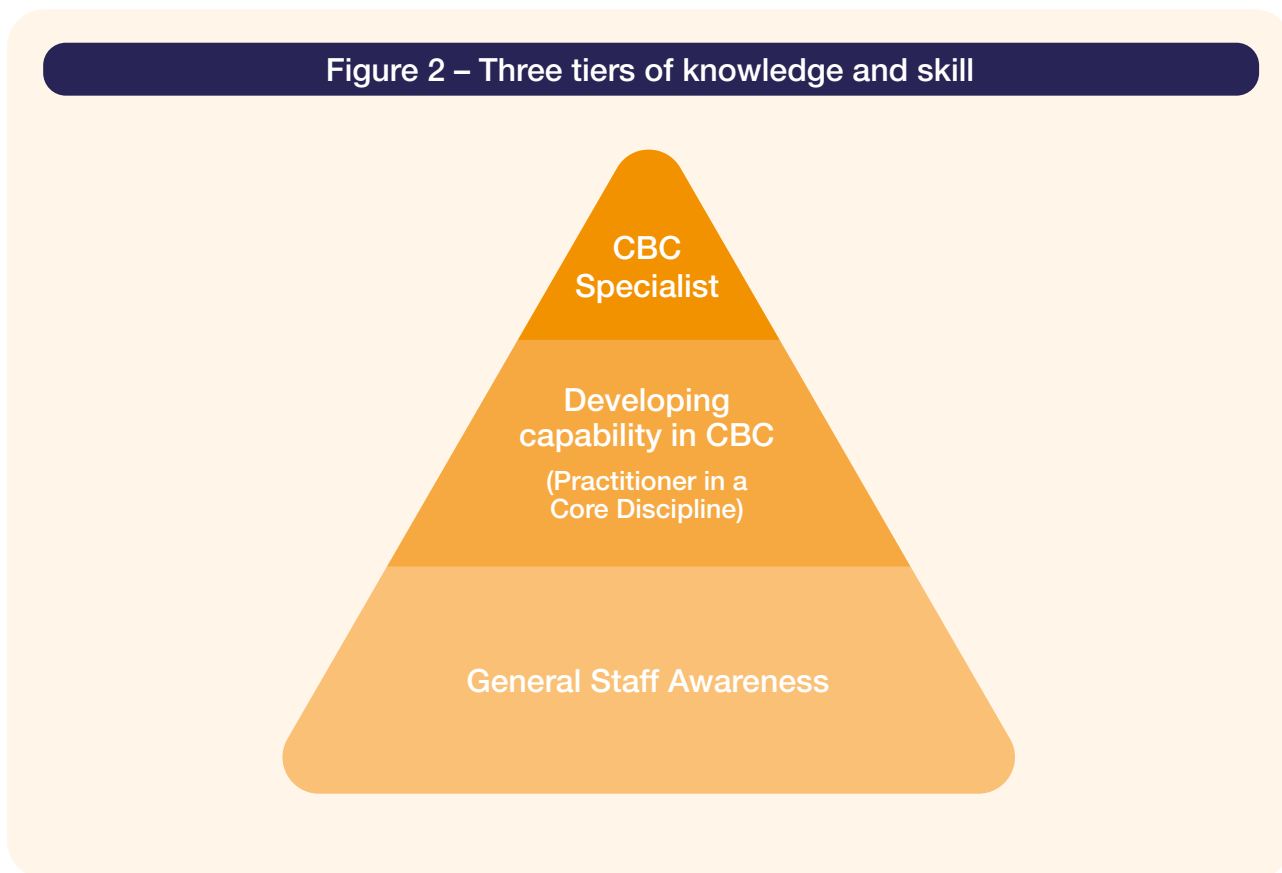 Figure 2 – Three tiers of knowledge and skill
CBC
Specialist
Developing
capability in CBC
(Practitioner in a
Core Discipline)
General Staff Awareness